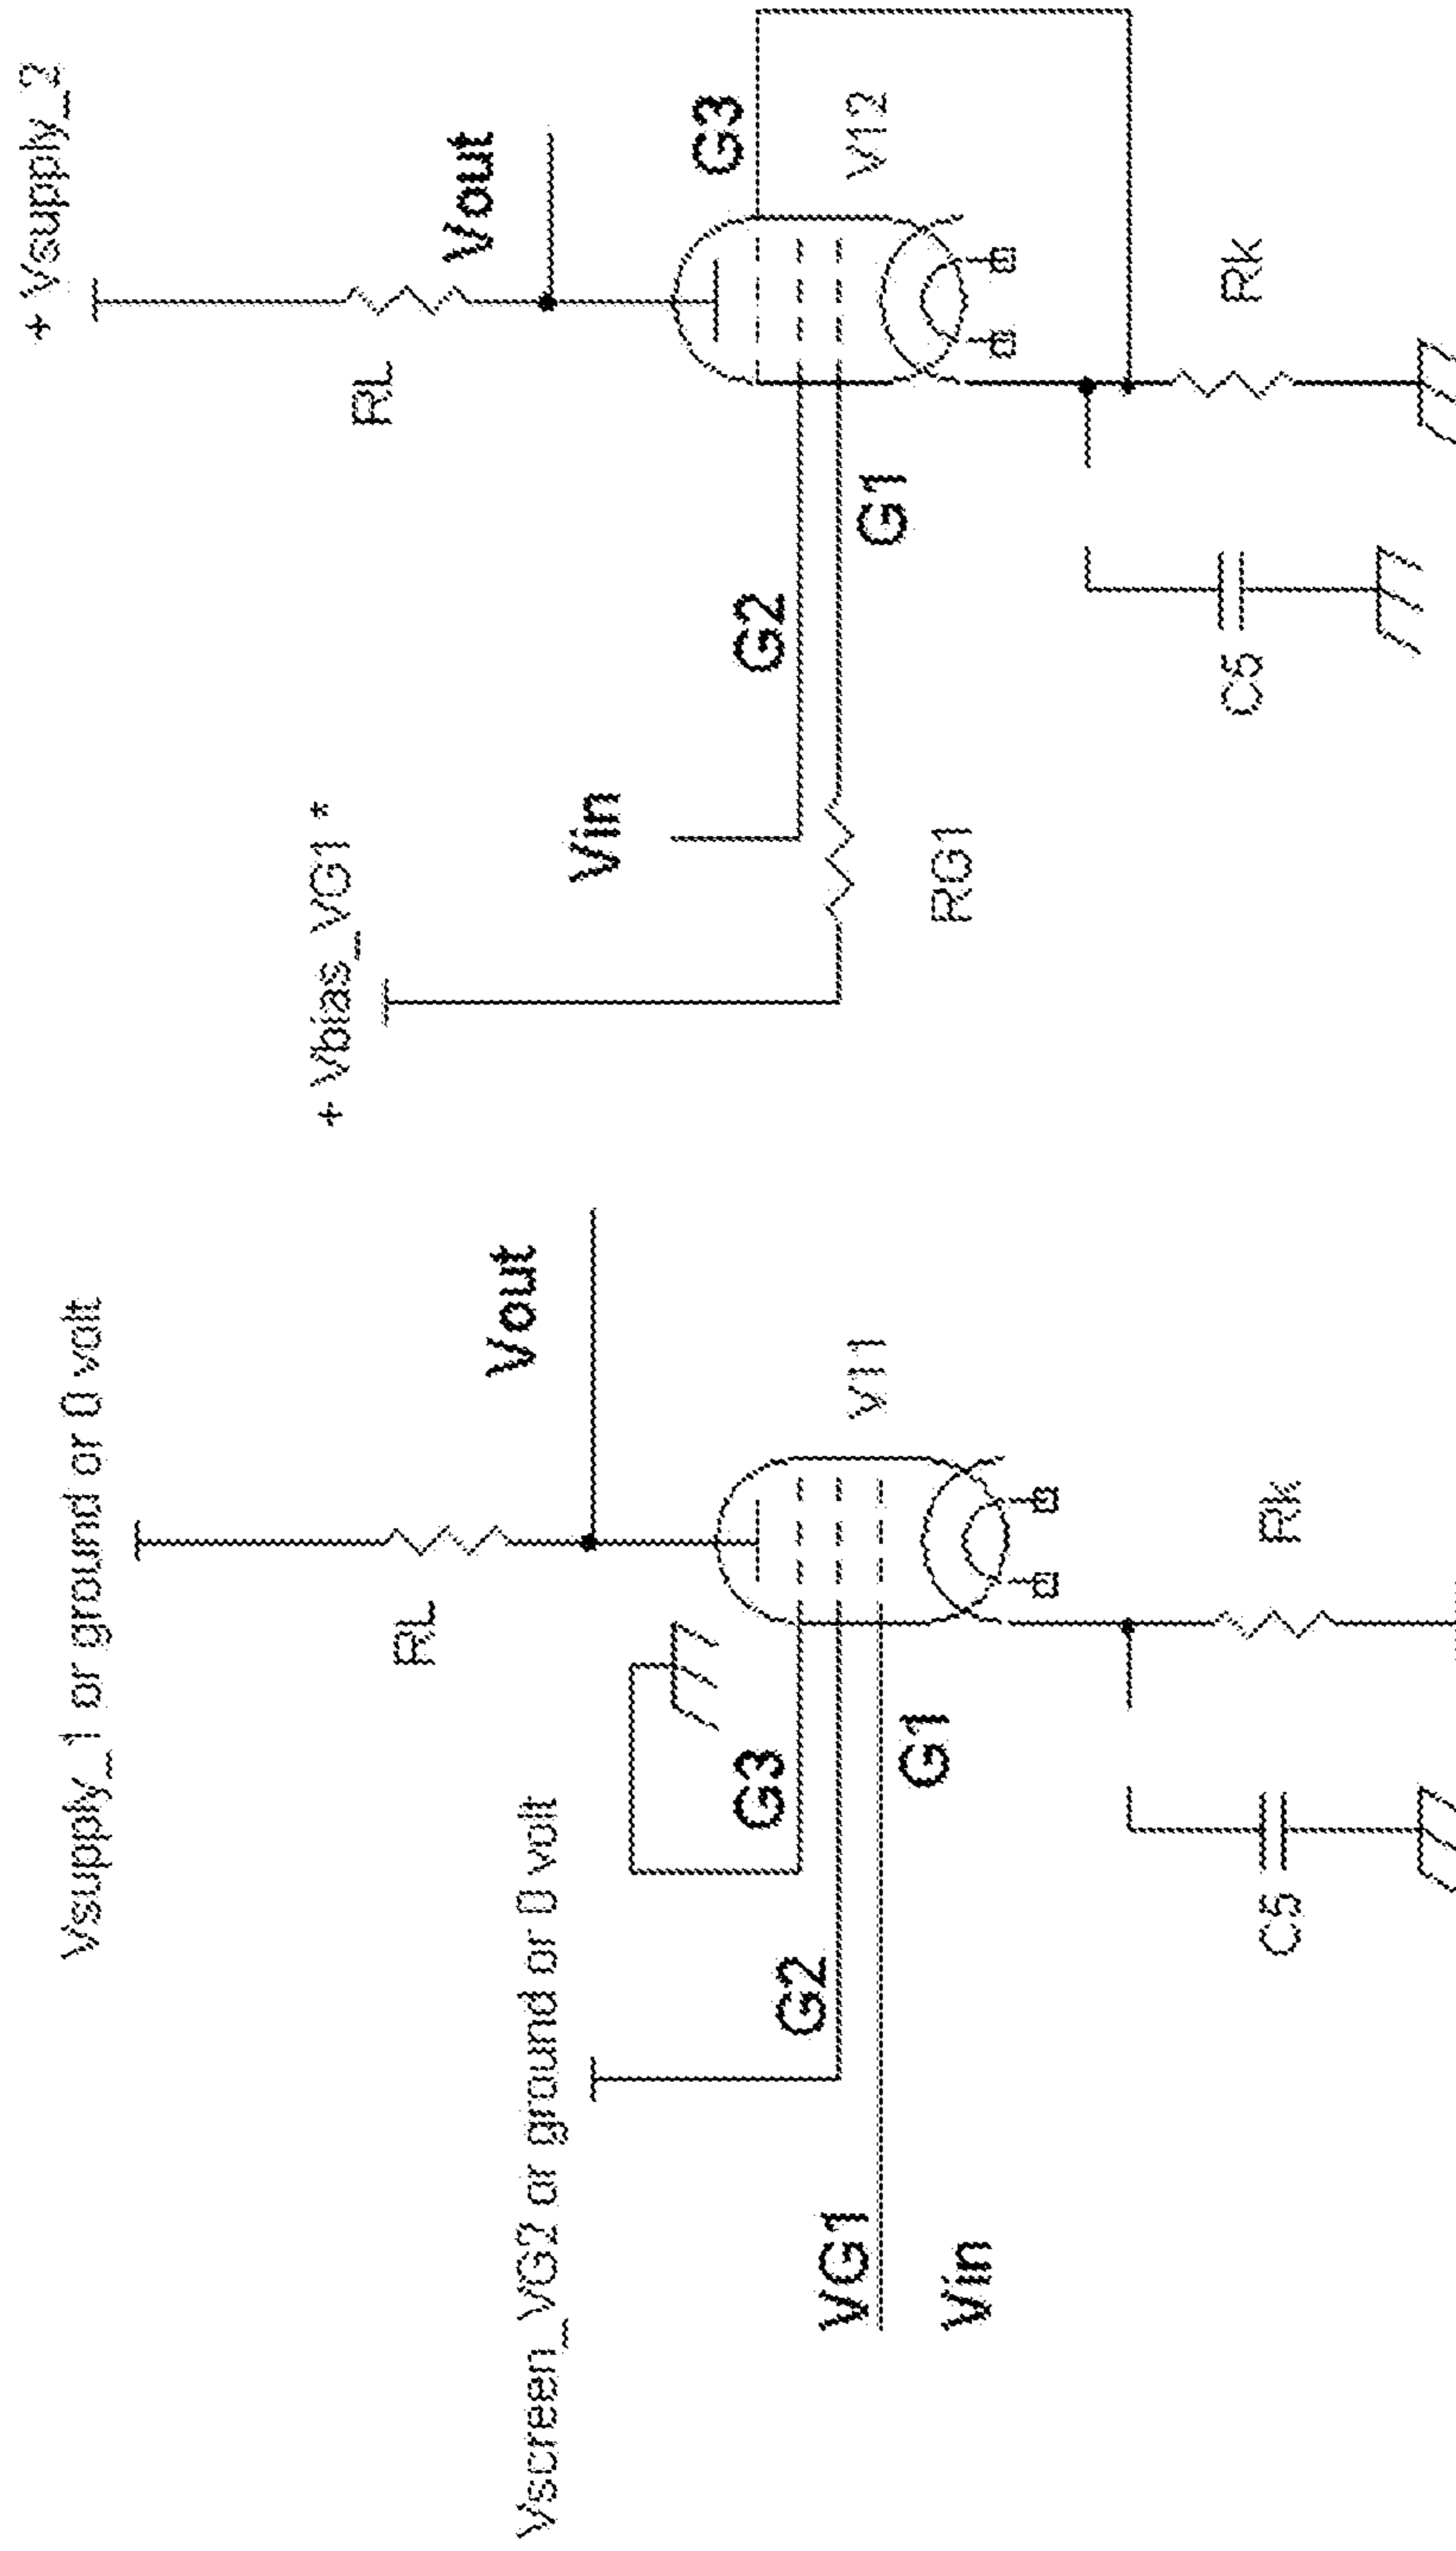 Vsupply_1 or ground or 0 volt
RL
Vout
Vscreen_VG2 or ground or 0 volt
G3
G2
V11
VG1
G1
Vin
C5
Rk
+ Vsupply_2
RL
Vout
+ Vbias_VG1 *
Vin
G3
G2
V12
G1
RG1
C5
Rk